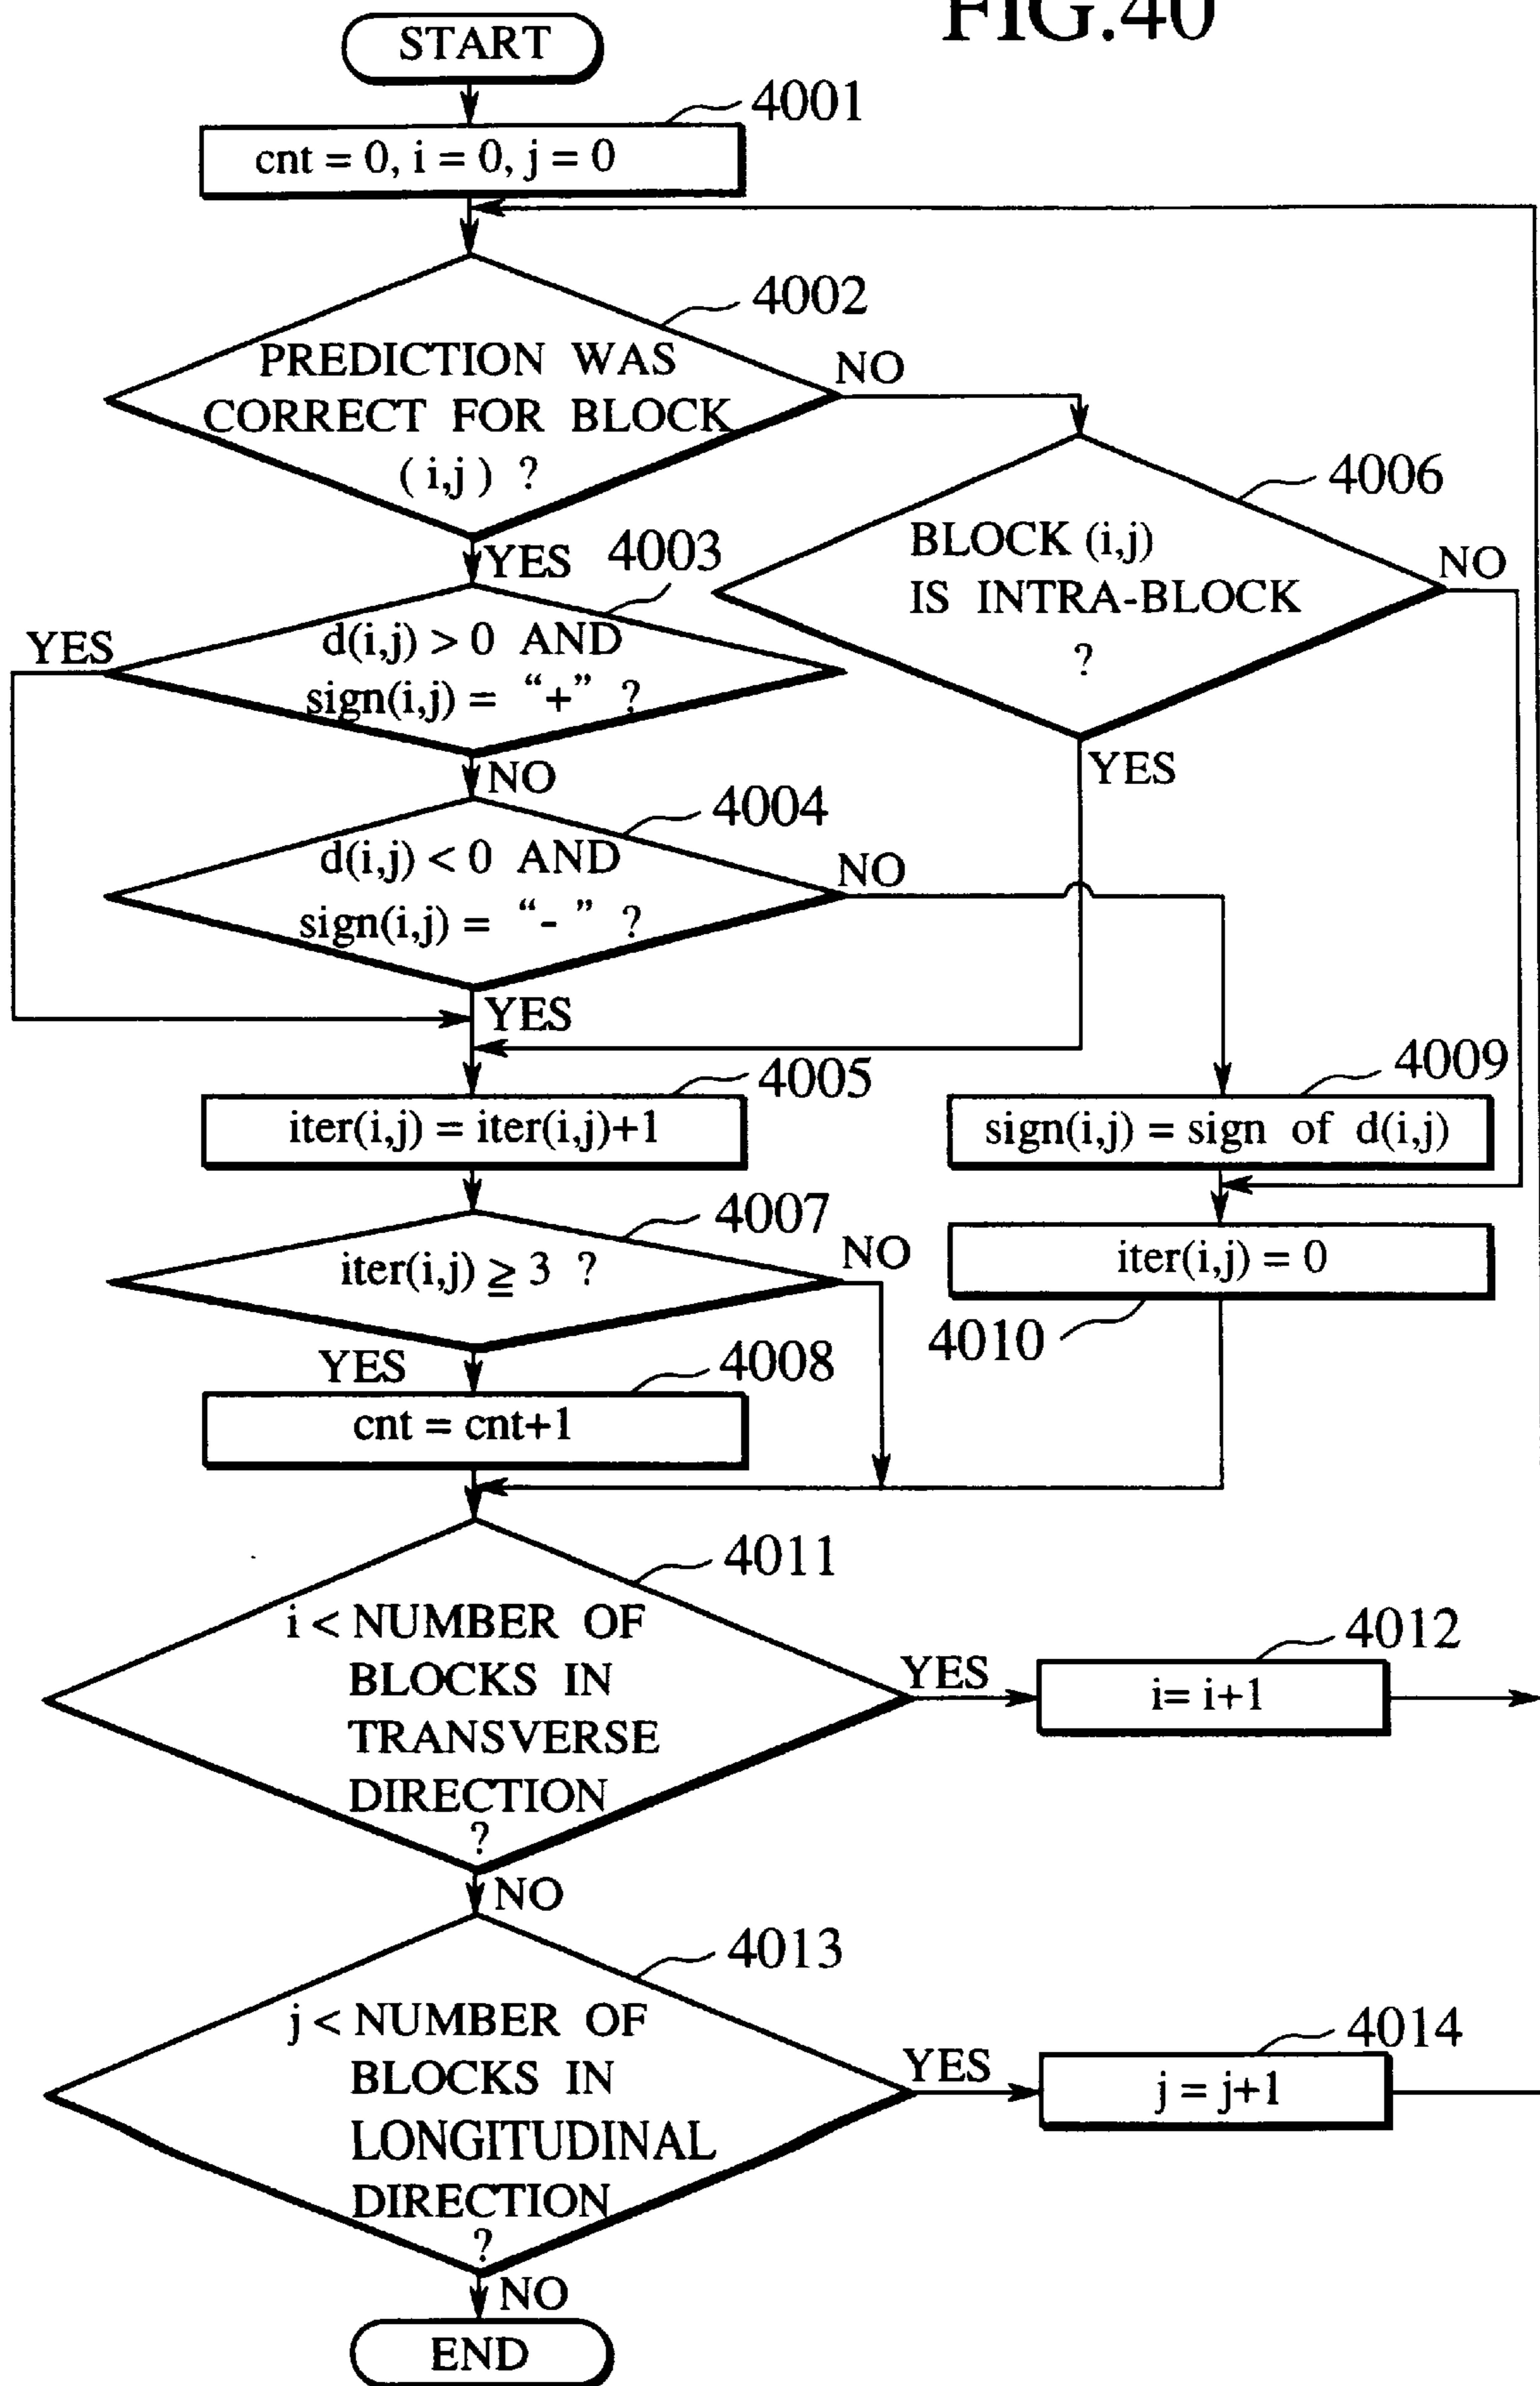 FIG.40
START
4001
cnt = 0, i = 0, j = 0
4002
PREDICTION WAS
CORRECT FOR BLOCK
( i,j ) ?
NO
YES
4003
d(i,j) > 0 AND
sign(i,j) = “+” ?
YES
NO
4006
BLOCK (i,j)
IS INTRA-BLOCK
?
NO
YES
4004
d(i,j) < 0 AND
sign(i,j) = “- ” ?
NO
YES
4005
iter(i,j) = iter(i,j)+1
4009
sign(i,j) = sign of d(i,j)
4007
iter(i,j) ≧ 3 ?
NO
YES
iter(i,j) = 0
4010
4008
cnt = cnt+1
4011
i < NUMBER OF
BLOCKS IN
TRANSVERSE
DIRECTION
?
YES
4012
i= i+1
NO
4013
j < NUMBER OF
BLOCKS IN
LONGITUDINAL
DIRECTION
?
YES
4014
j = j+1
NO
END